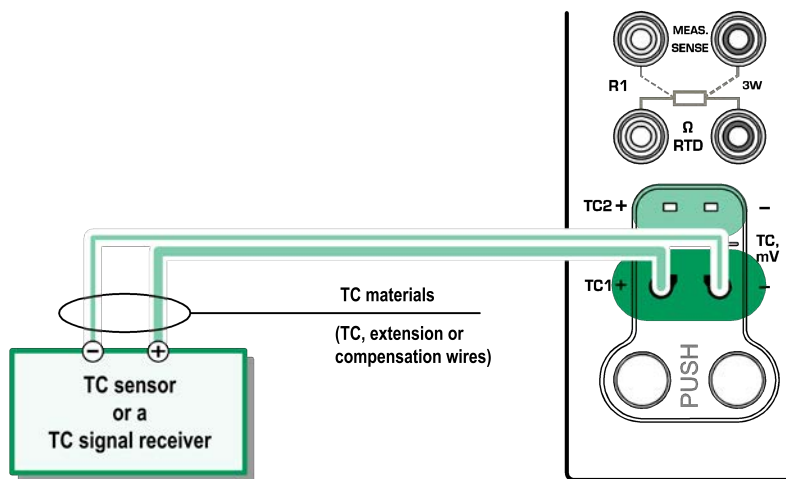 MEAS.
SENSE
R1
3W
Ω
RTD
TC2 + −
TC,
mV
TC1 + −
TC materials
(TC, extension or
compensation wires)
− +
TC sensor
or a
TC signal receiver
PUSH